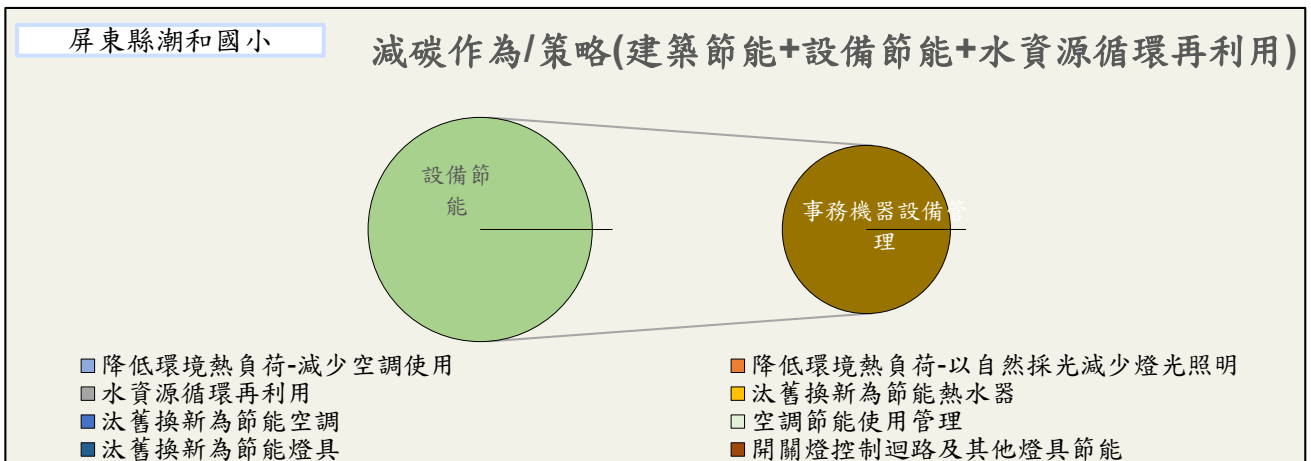 屏東縣潮和國小
減碳作為/策略(建築節能+設備節能+水資源循環再利用)
設備節
能
事務機器設備管
理
降低環境熱負荷-減少空調使用
降低環境熱負荷-以自然採光減少燈光照明
水資源循環再利用
汰舊換新為節能熱水器
汰舊換新為節能空調
空調節能使用管理
汰舊換新為節能燈具
開關燈控制迴路及其他燈具節能